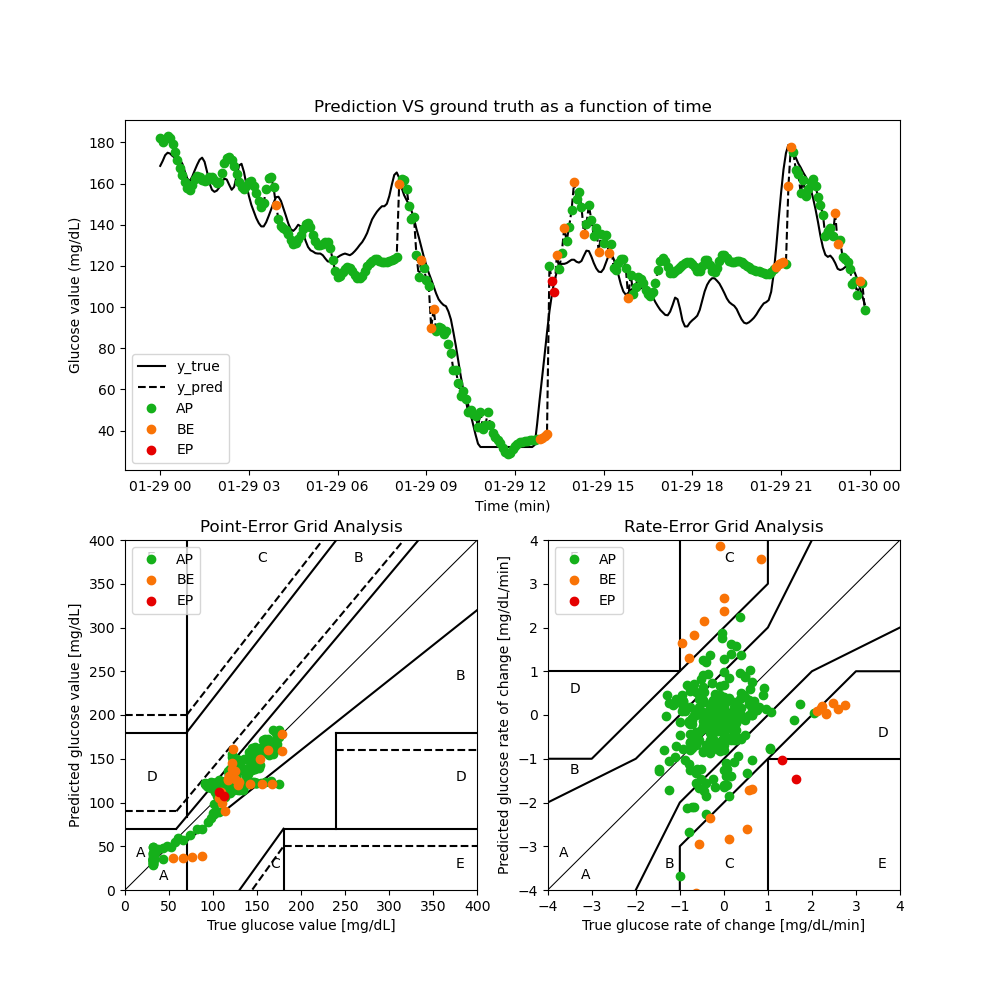 Prediction VS ground truth as a function of time
Glucose value (mg/dL)
180
160
140
120
100
80
60
40
y_true
y_pred
AP
BE
EP
01-29 00 01-29 03 01-29 06 01-29 09 01-29 12 01-29 15 01-29 18 01-29 21 01-30 00
Time (min)
Point-Error Grid Analysis
Predicted glucose value [mg/dL]
400
350
300
250
200
150
100
50
0
AP
BE
EP
C B
B
D D
A
A C E
0 50 100 150 200 250 300 350 400
True glucose value [mg/dL]
Rate-Error Grid Analysis
Predicted glucose rate of change [mg/dL/min]
4
3
2
1
0
−1
−2
−3
−4
AP
BE
EP
C
D
D
B
A
A B C E
−4 −3 −2 −1 0 1 2 3 4
True glucose rate of change [mg/dL/min]